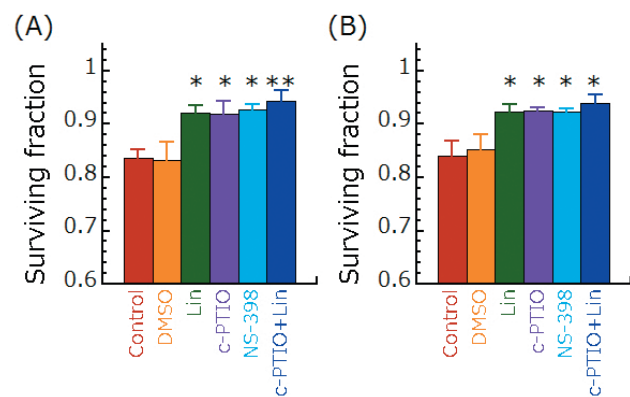 (A)
Surviving fraction
1
0.9
0.8
0.7
0.6
* * * **
Control
DMSO
Lin
c-PTIO
NS-398
c-PTIO+Lin
(B)
Surviving fraction
1
0.9
0.8
0.7
0.6
* * * *
Control
DMSO
Lin
c-PTIO
NS-398
c-PTIO+Lin